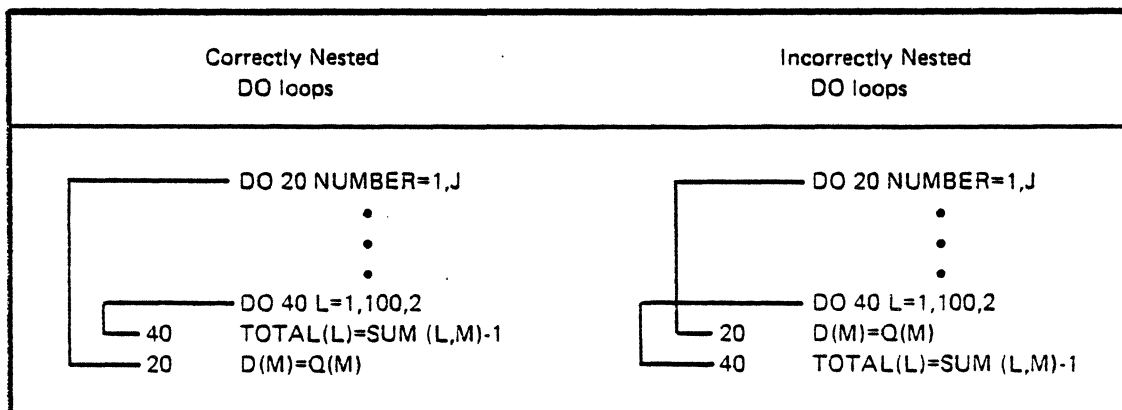 Correctly Nested
DO loops
Incorrectly Nested
DO loops
DO 20 NUMBER=1,J
•
•
•
DO 40 L=1,100,2
40 TOTAL(L)=SUM (L,M)-1
20 D(M)=Q(M)
DO 20 NUMBER=1,J
•
•
•
DO 40 L=1,100,2
20 D(M)=Q(M)
40 TOTAL(L)=SUM (L,M)-1